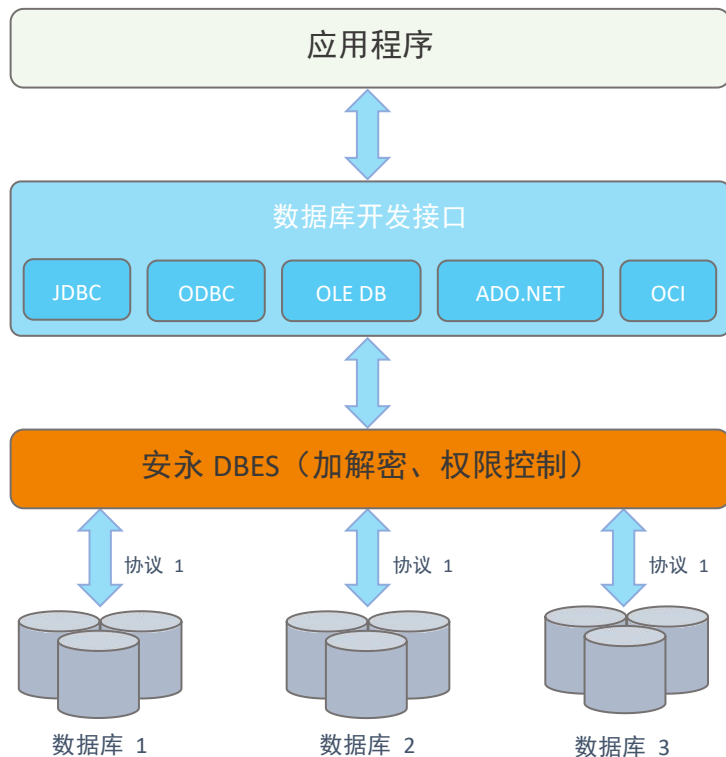 应用程序
数据库开发接口
JDBC ODBC OLE DB ADO.NET OCI
安永 DBES（加解密、权限控制）
协议 1 协议 1 协议 1
数据库 1 数据库 2 数据库 3